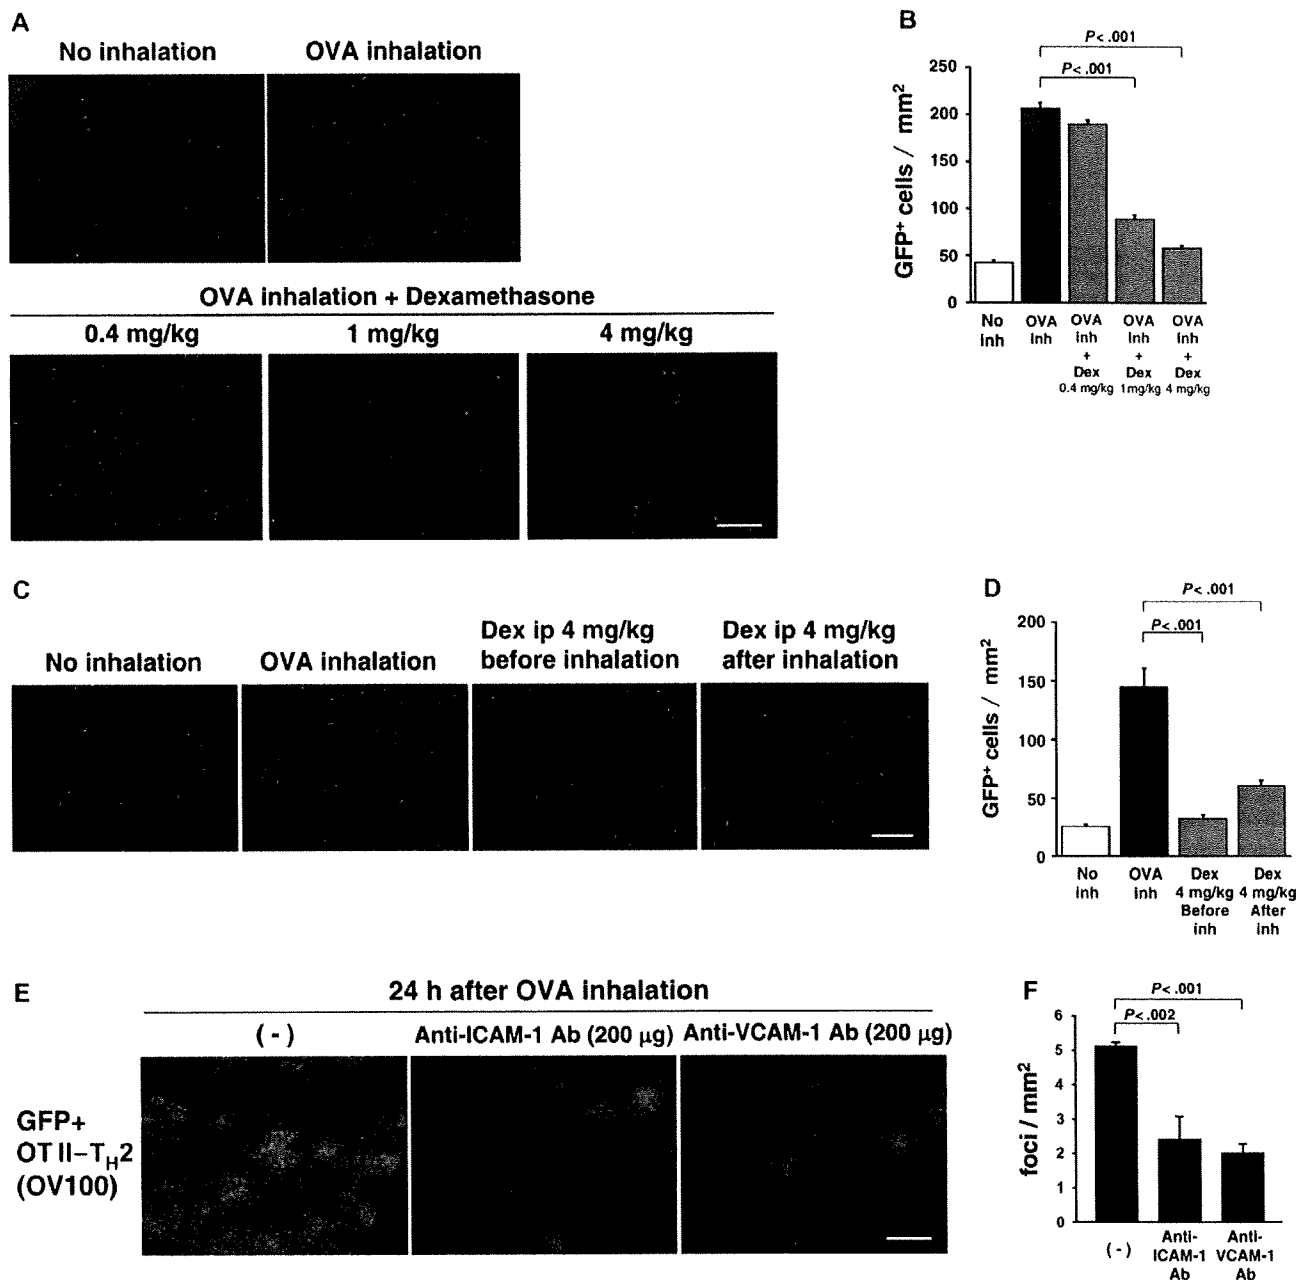 A
No inhalation
OVA inhalation
OVA inhalation + Dexamethasone
0.4 mg/kg
1 mg/kg
4 mg/kg
B
P< .001
P< .001
GFP+ cells / mm2
250
200
150
100
50
0
No inh
OVA inh
OVA inh + Dex 0.4 mg/kg
OVA inh + Dex 1mg/kg
OVA inh + Dex 4 mg/kg
C
No inhalation
OVA inhalation
Dex ip 4 mg/kg
before inhalation
Dex ip 4 mg/kg
after inhalation
D
P< .001
P< .001
GFP+ cells / mm2
200
150
100
50
0
No inh
OVA inh
Dex 4 mg/kg Before inh
Dex 4 mg/kg After inh
E
24 h after OVA inhalation
(-)
Anti-ICAM-1 Ab (200 μg)
Anti-VCAM-1 Ab (200 μg)
GFP+
OT II–TH2
(OV100)
F
P< .001
P< .002
foci / mm2
6
5
4
3
2
1
0
(-)
Anti-ICAM-1 Ab
Anti-VCAM-1 Ab